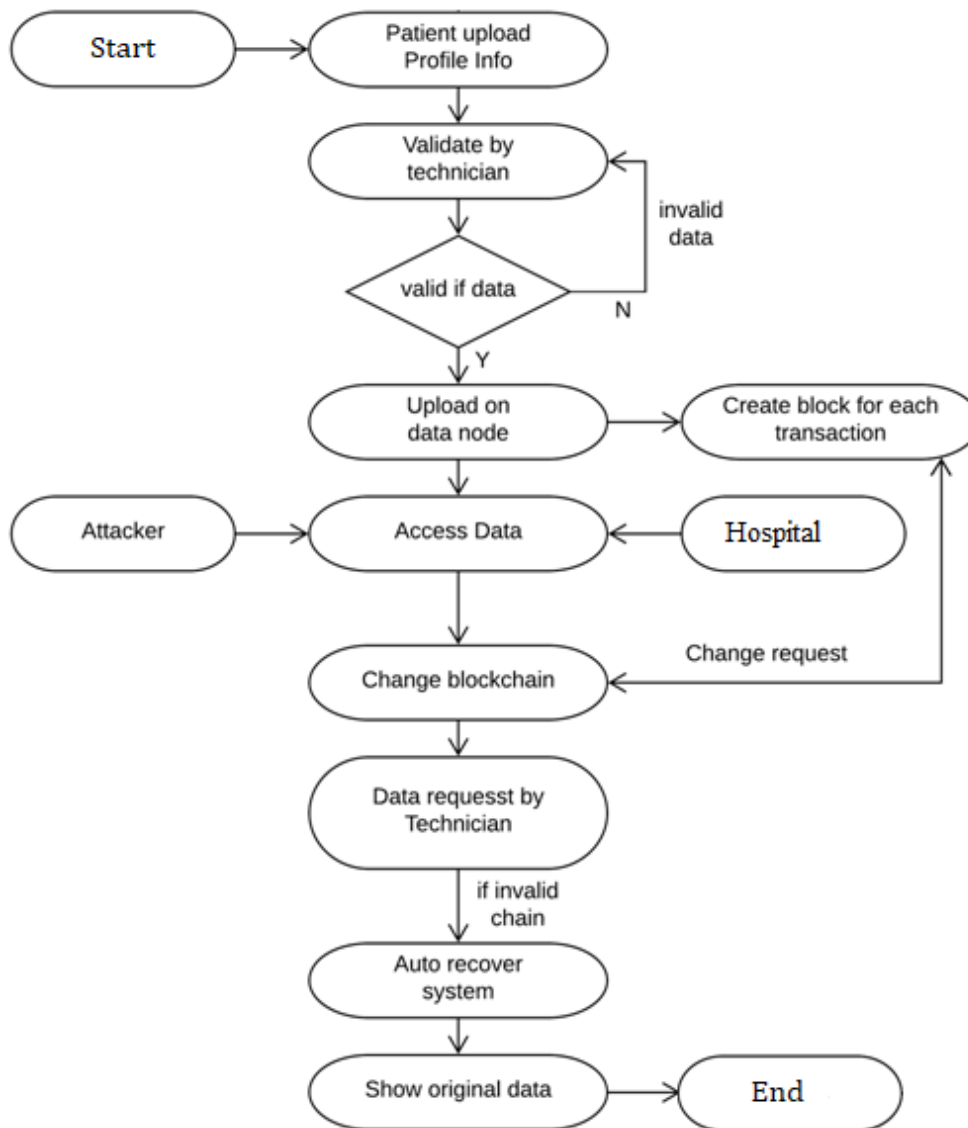 Start
Patient upload
Profile Info
Validate by
technician
invalid
data
valid if data
N
Y
Upload on
data node
Create block for each
transaction
Attacker
Access Data
Hospital
Change request
Change blockchain
Data requesst by
Technician
if invalid
chain
Auto recover
system
Show original data
End